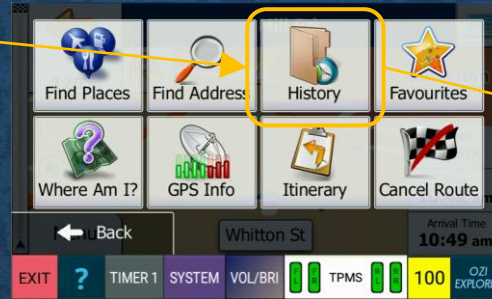 Find Places
Find Address
History
Favourites
Where Am I?
GPS Info
Itinerary
Cancel Route
Back
Whitton St
Arrival Time
10:49 am
EXIT
?
TIMER 1
SYSTEM
VOL/BRI
F L
F R
TPMS
R L
R R
100
OZI
EXPLORER